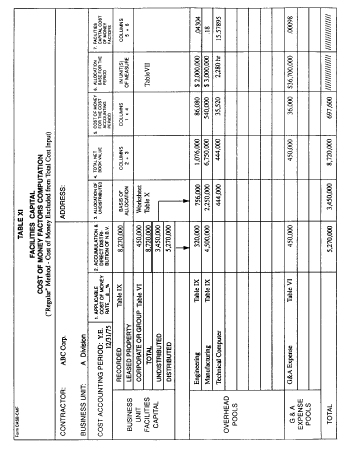 Form CASB-CMF
TABLE XI
FACILITIES CAPITAL
COST OF MONEY FACTORS COMPUTATION
("Regular" Method - Cost of Money Excluded from Total Cost Input)
CONTRACTOR: ABC Corp. ADDRESS:
BUSINESS UNIT: A Division
COST ACCOUNTING PERIOD: Y.E. 12/31/75
1. APPLICABLE COST OF MONEY RATE 8 %
2. ACCUMULATION & DIRECT DISTRIBUTION OF N.B.V.
3. ALLOCATION OF UNDISTRIBUTED
4. TOTAL NET BOOK VALUE
5. COST OF MONEY FOR THE COST ACCOUNTING PERIOD
6. ALLOCATION BASE FOR THE PERIOD
7. FACILITIES CAPITAL COST OF MONEY FACTORS
BUSINESS UNIT FACILITIES CAPITAL
RECORDED Table IX 8,270,000
LEASED PROPERTY
CORPORATE OR GROUP Table VI 450,000
TOTAL 8,720,000
UNDISTRIBUTED 3,450,000
DISTRIBUTED 5,270,000
BASIS OF ALLOCATION
Worksheet Table X
COLUMNS 2 + 3
COLUMNS 1 x 4
(IN UNIT(S) OF MEASURE
Table VII
COLUMNS 5 ÷ 6
OVERHEAD POOLS
Engineering Table IX 320,000 756,000 1,076,000 86,080 $ 2,000,000 .04304
Manufacturing Table IX 4,500,000 2,250,000 6,750,000 540,000 $ 3,000,000 .18
Technical Computer 444,000 444,000 35,520 2,280 hr 15.57895
G & A EXPENSE POOLS
G&A Expense Table VI 450,000 450,000 36,000 $36,700,000 .00098
TOTAL 5,270,000 3,450,000 8,720,000 697,600